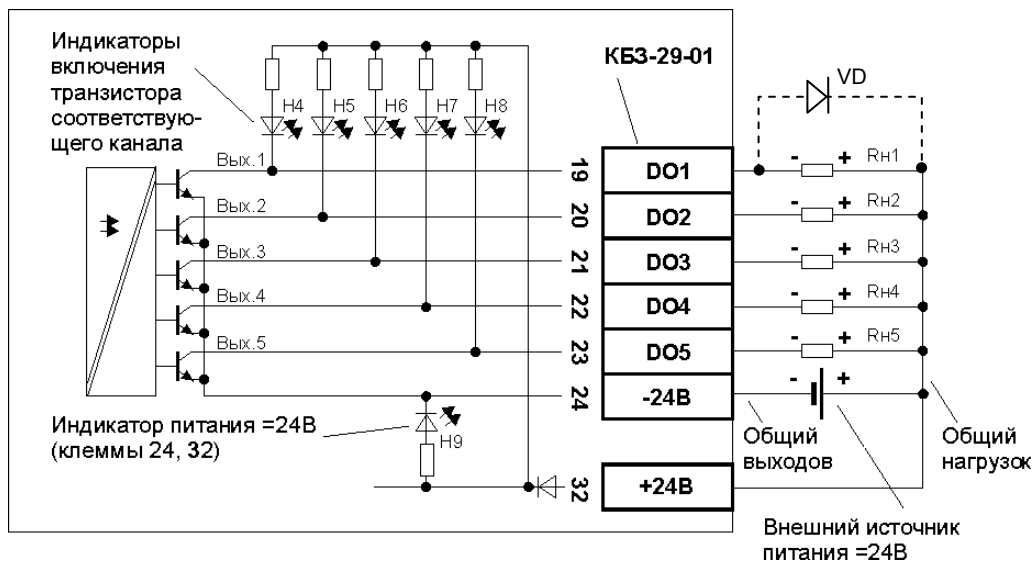 Индикаторы
включения
транзистора
соответствую-
щего канала
КБЗ-29-01
VD
H4
H5
H6
H7
H8
Вых.1
19
DO1
- + Rн1
Вых.2
20
DO2
- + Rн2
Вых.3
21
DO3
- + Rн3
Вых.4
22
DO4
- + Rн4
Вых.5
23
DO5
- + Rн5
24
-24В
- +
Индикатор питания =24В
(клеммы 24, 32)
H9
Общий
выходов
Общий
нагрузок
32
+24В
Внешний источник
питания =24В